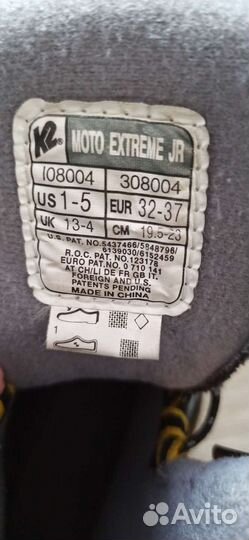 K2 MOTO EXTREME JR
I08004 308004
US 1-5 EUR 32-37
UK 13-4 CM 19.5-23
U.S. PAT. NO.5437466/5848796/
6139030/6152459
R.O.C. PAT.NO.123178
EURO PAT.NO. 0 710 141
AT CH/LI DE FR GB IT.
FOREIGN AND U.S.
PATENTS PENDING
MADE IN CHINA
1
Avito